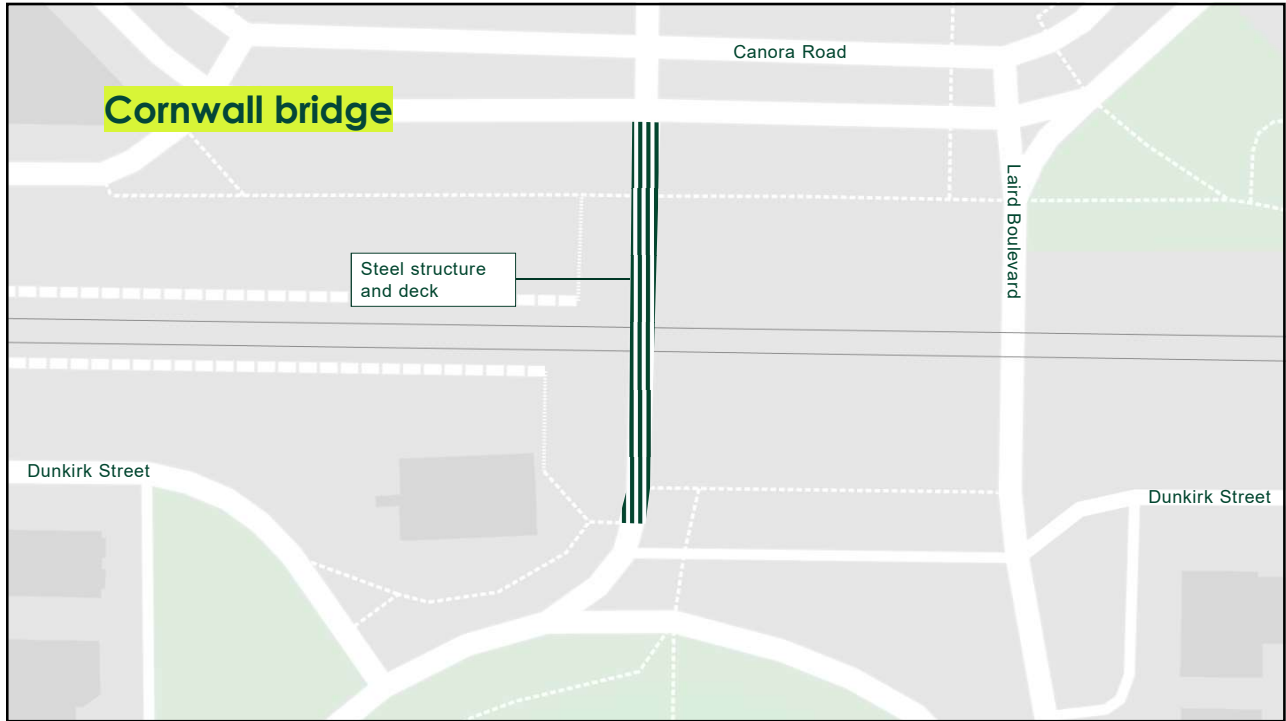 Canora Road
Cornwall bridge
Laird Boulevard
Steel structure
and deck
Dunkirk Street
Dunkirk Street